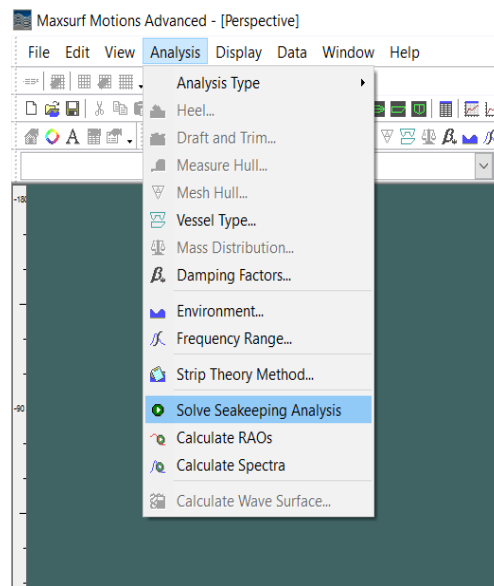 Maxsurf Motions Advanced - [Perspective]
File Edit View Analysis Display Data Window Help
Analysis Type
Heel...
Draft and Trim...
Measure Hull...
Mesh Hull...
Vessel Type...
Mass Distribution...
β. Damping Factors...
Environment...
Frequency Range...
Strip Theory Method...
Solve Seakeeping Analysis
Calculate RAOs
Calculate Spectra
Calculate Wave Surface...
A
β.
-180
-90